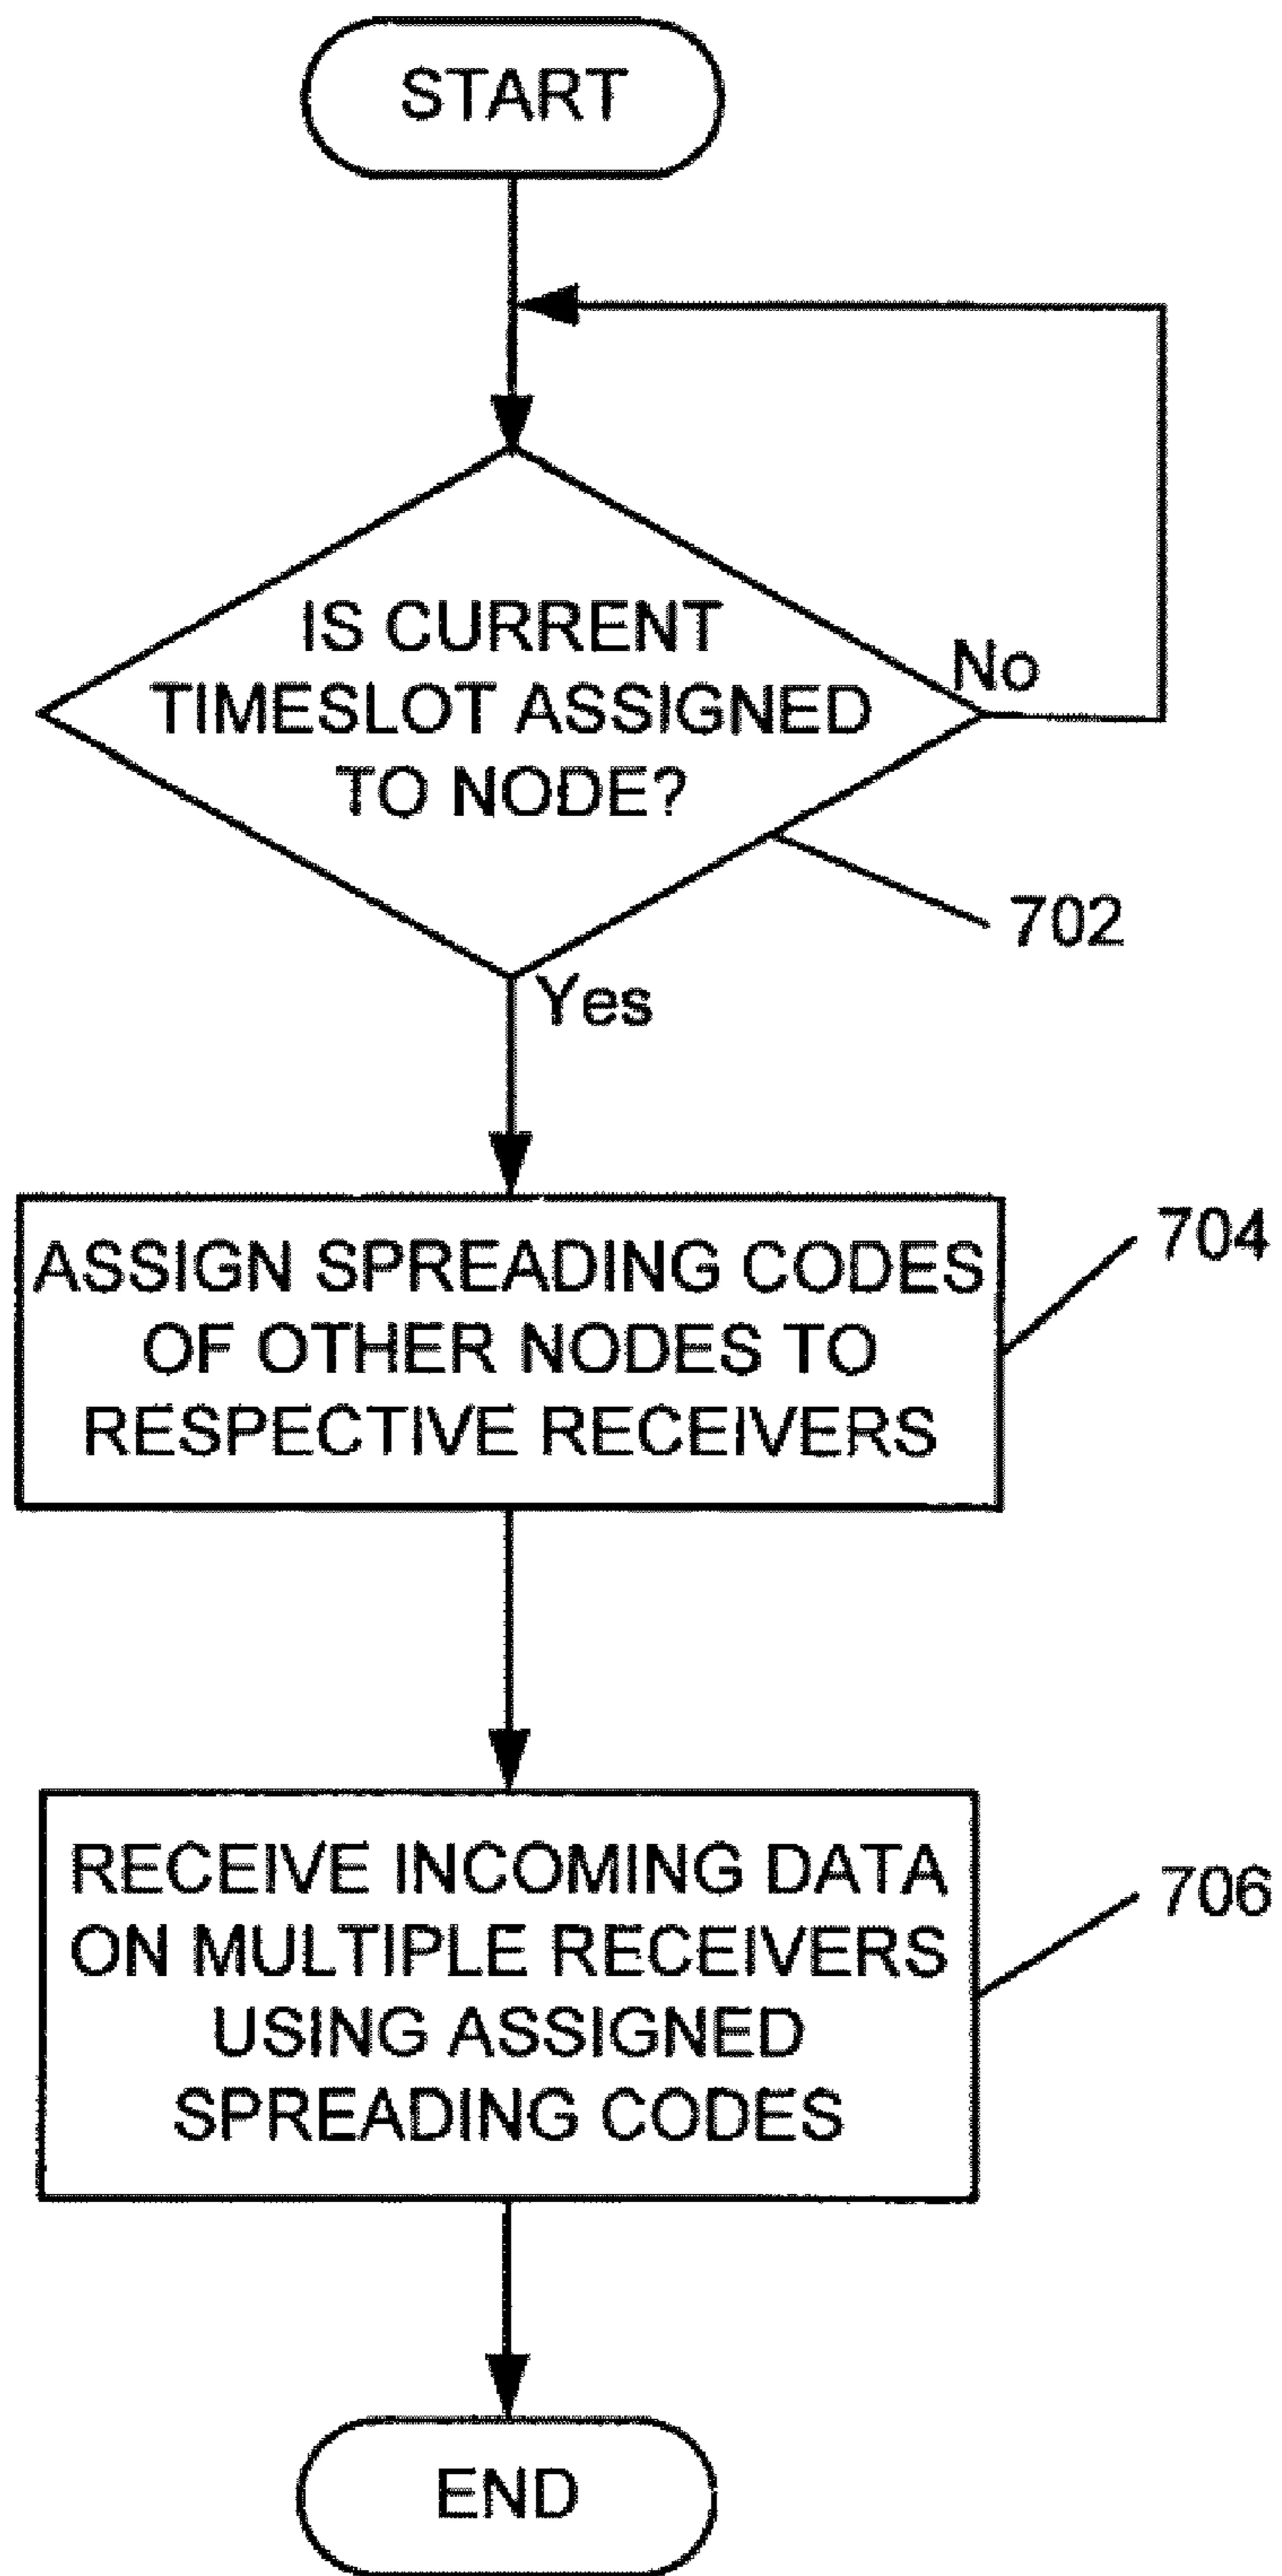 START
IS CURRENT
TIMESLOT ASSIGNED
TO NODE?
No
702
Yes
ASSIGN SPREADING CODES
OF OTHER NODES TO
RESPECTIVE RECEIVERS
704
RECEIVE INCOMING DATA
ON MULTIPLE RECEIVERS
USING ASSIGNED
SPREADING CODES
706
END